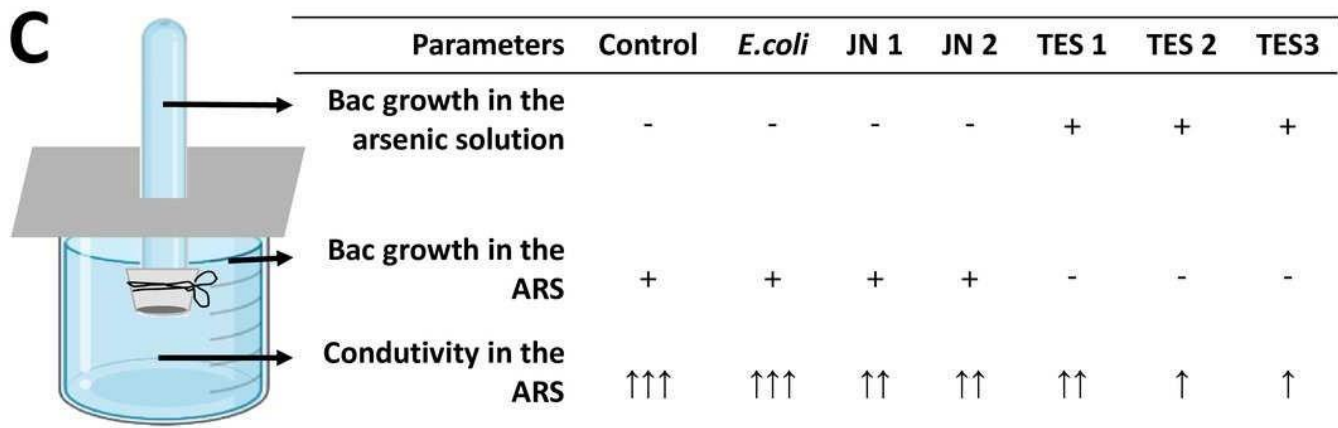 C
Parameters Control E.coli JN 1 JN 2 TES 1 TES 2 TES3
Bac growth in the
arsenic solution - - - - + + +
Bac growth in the
ARS + + + + - - -
Condutivity in the
ARS ↑↑↑ ↑↑↑ ↑↑ ↑↑ ↑↑ ↑ ↑